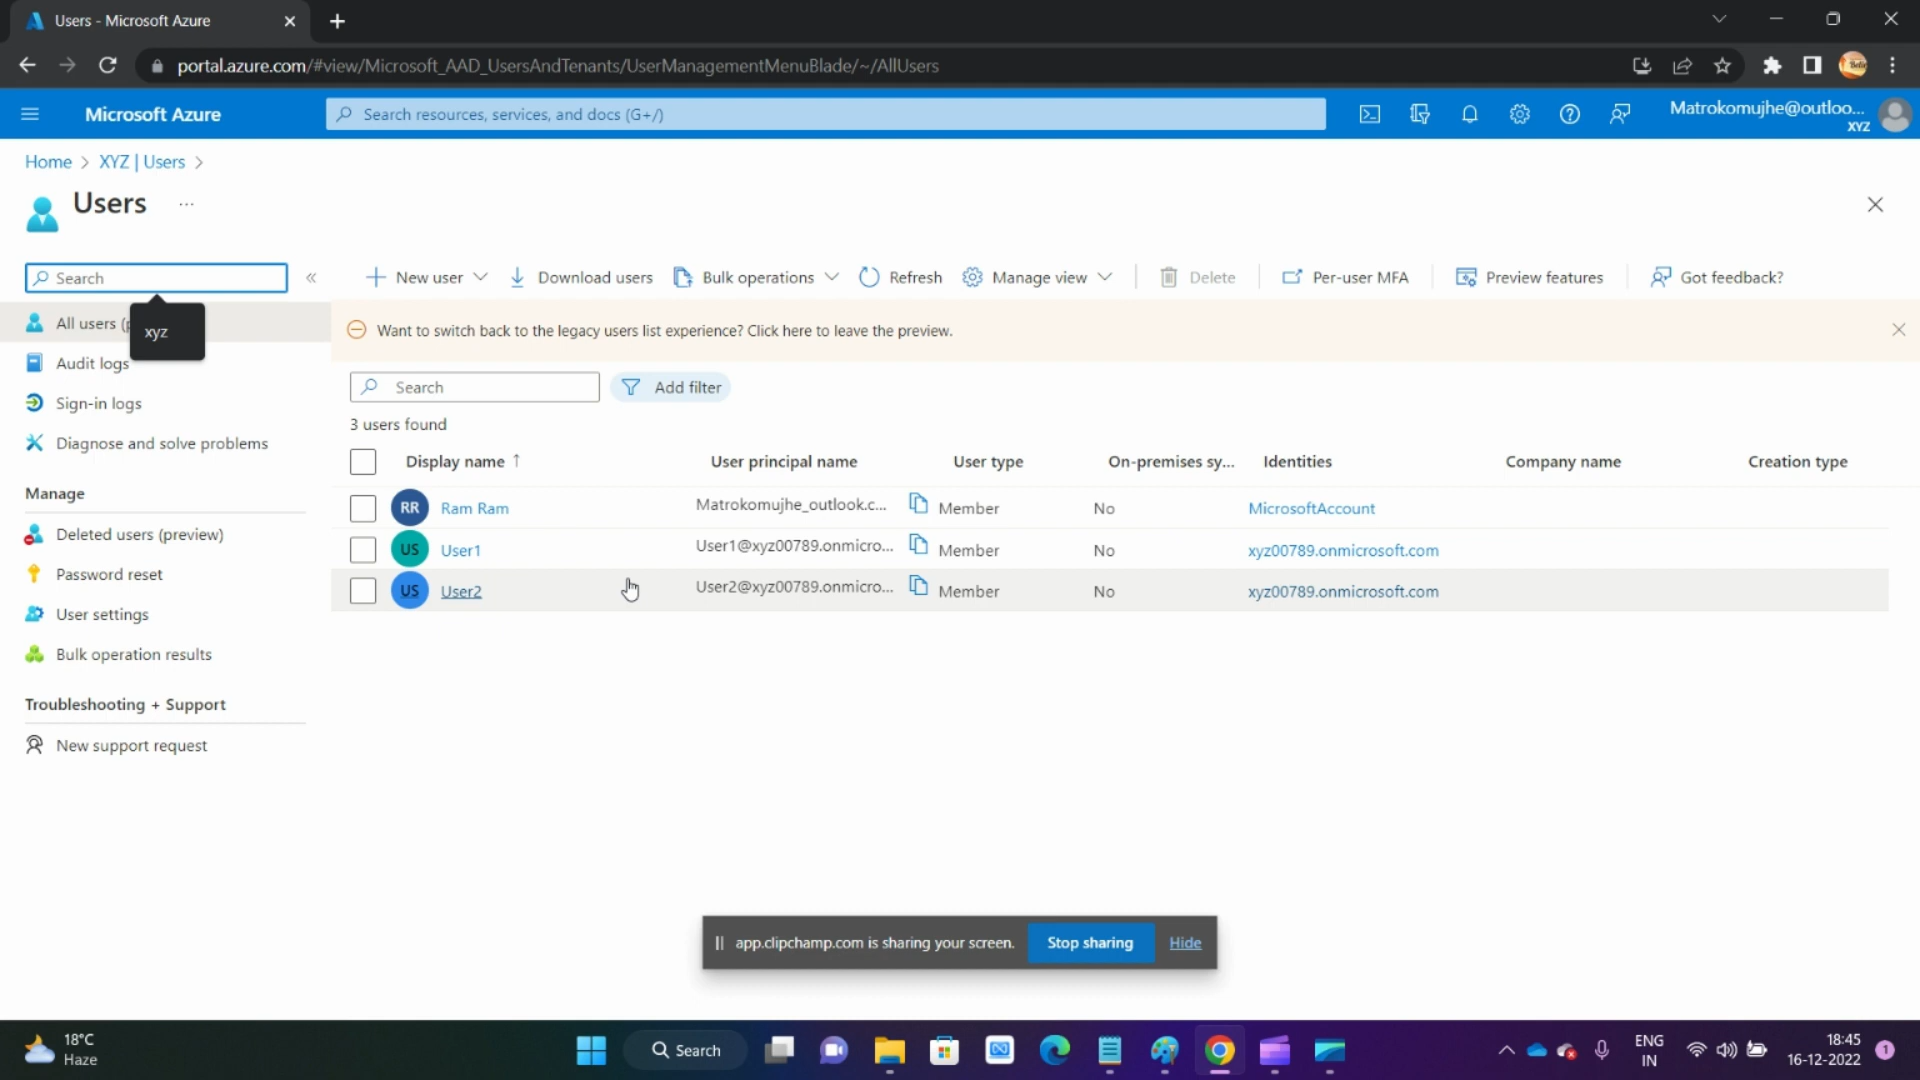 Users - Microsoft Azure
portal.azure.com/#view/Microsoft_AAD_UsersAndTenants/UserManagementMenuBlade/~/AllUsers
Microsoft Azure
Search resources, services, and docs (G+/)
Matrokomujhe@outloo...
XYZ
Home > XYZ | Users >
Users ...
Search
«
New user
Download users
Bulk operations
Refresh
Manage view
Delete
Per-user MFA
Preview features
Got feedback?
All users (
xyz
Audit logs
Sign-in logs
Diagnose and solve problems
Manage
Deleted users (preview)
Password reset
User settings
Bulk operation results
Troubleshooting + Support
New support request
Want to switch back to the legacy users list experience? Click here to leave the preview.
Search
Add filter
3 users found
Display name ↑ User principal name User type On-premises sy... Identities Company name Creation type
RR Ram Ram Matrokomujhe_outlook.c... Member No MicrosoftAccount
US User1 User1@xyz00789.onmicro... Member No xyz00789.onmicrosoft.com
US User2 User2@xyz00789.onmicro... Member No xyz00789.onmicrosoft.com
app.clipchamp.com is sharing your screen. Stop sharing Hide
18°C
Haze
Search
ENG
IN
18:45
16-12-2022
1